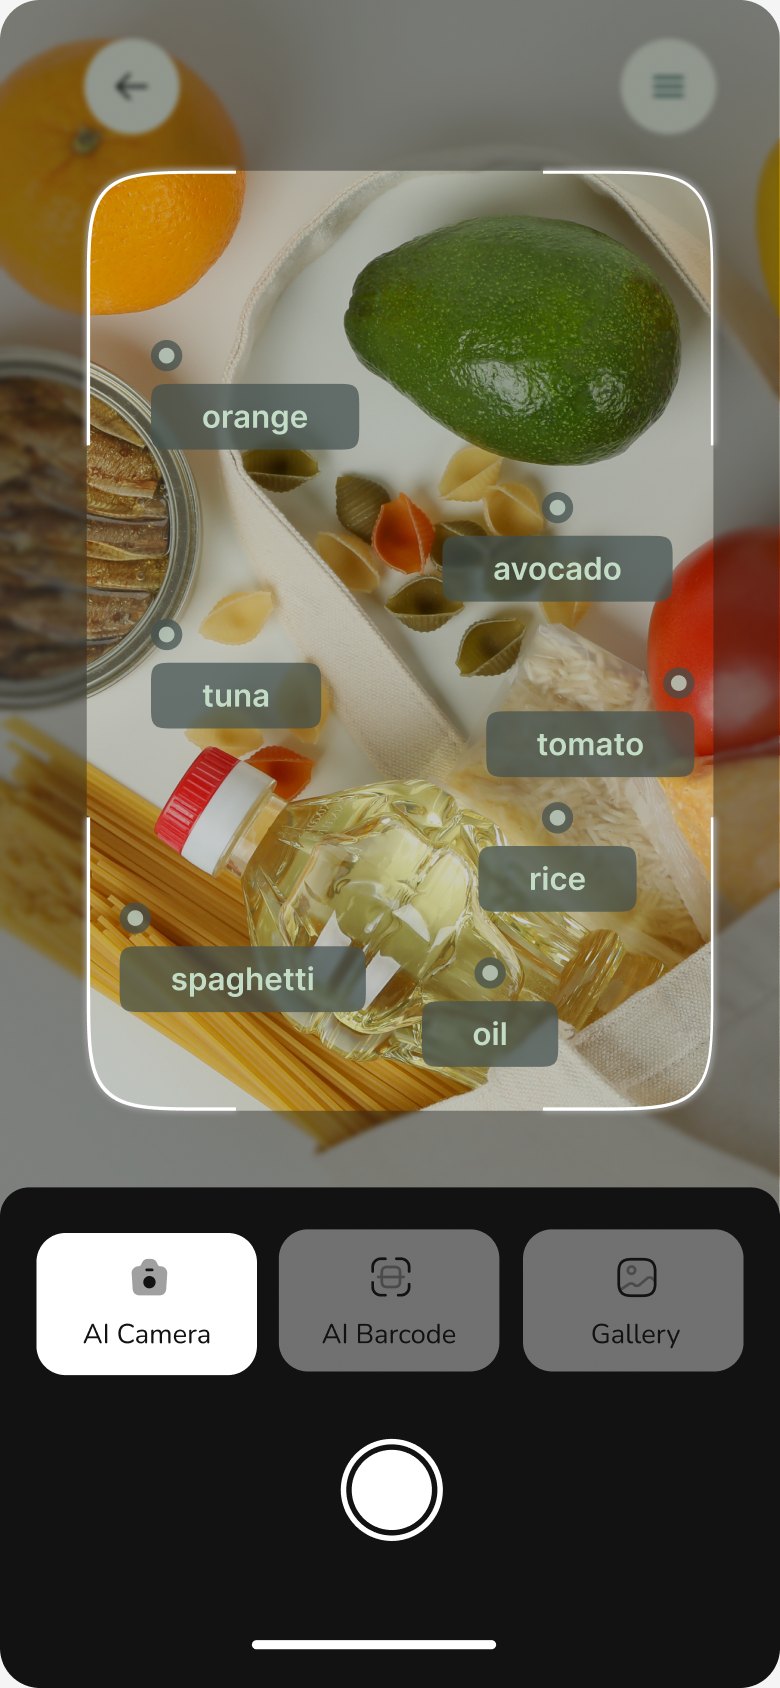 orange
avocado
tuna
tomato
rice
spaghetti
oil
AI Camera
AI Barcode
Gallery